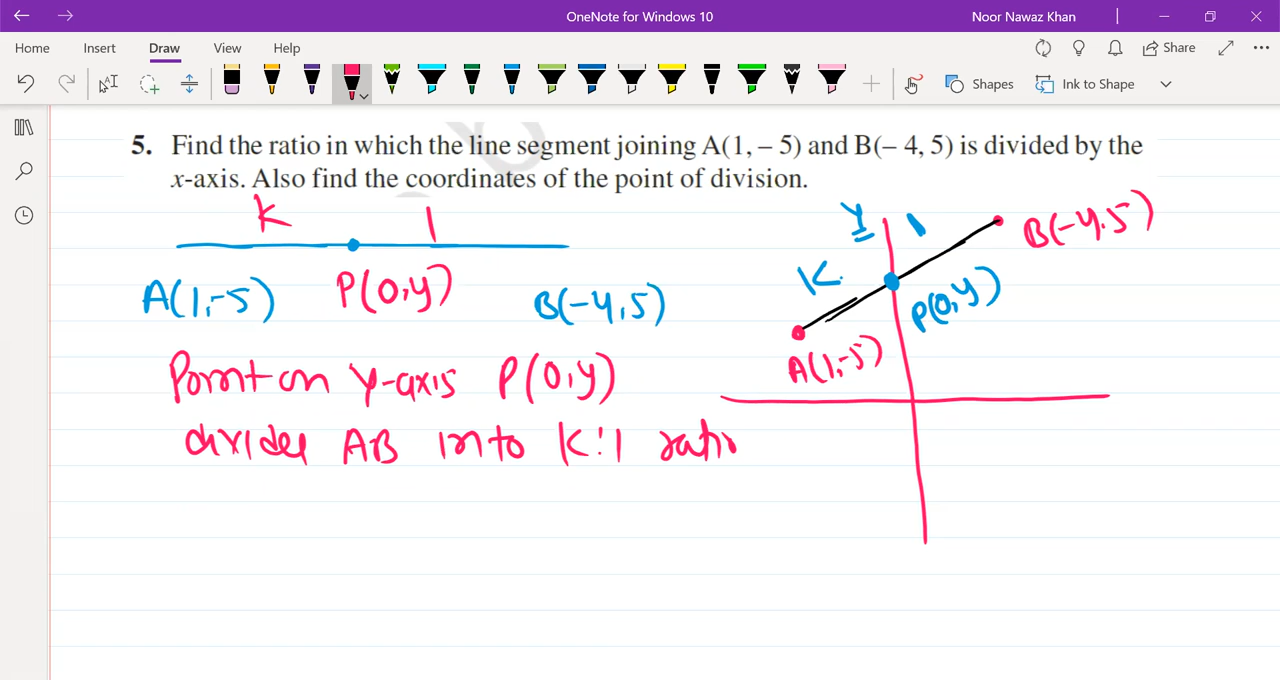 OneNote for Windows 10
Noor Nawaz Khan
Home Insert Draw View Help
Share
Shapes
Ink to Shape
5. Find the ratio in which the line segment joining A(1, – 5) and B(– 4, 5) is divided by the
x-axis. Also find the coordinates of the point of division.
K 1
A(1,-5) P(0,y) B(-4,5)
Point on y-axis P(0,y)
divides AB into K:1 ratio
Y 1
B(-4,5)
K
P(0,y)
A(1,-5)